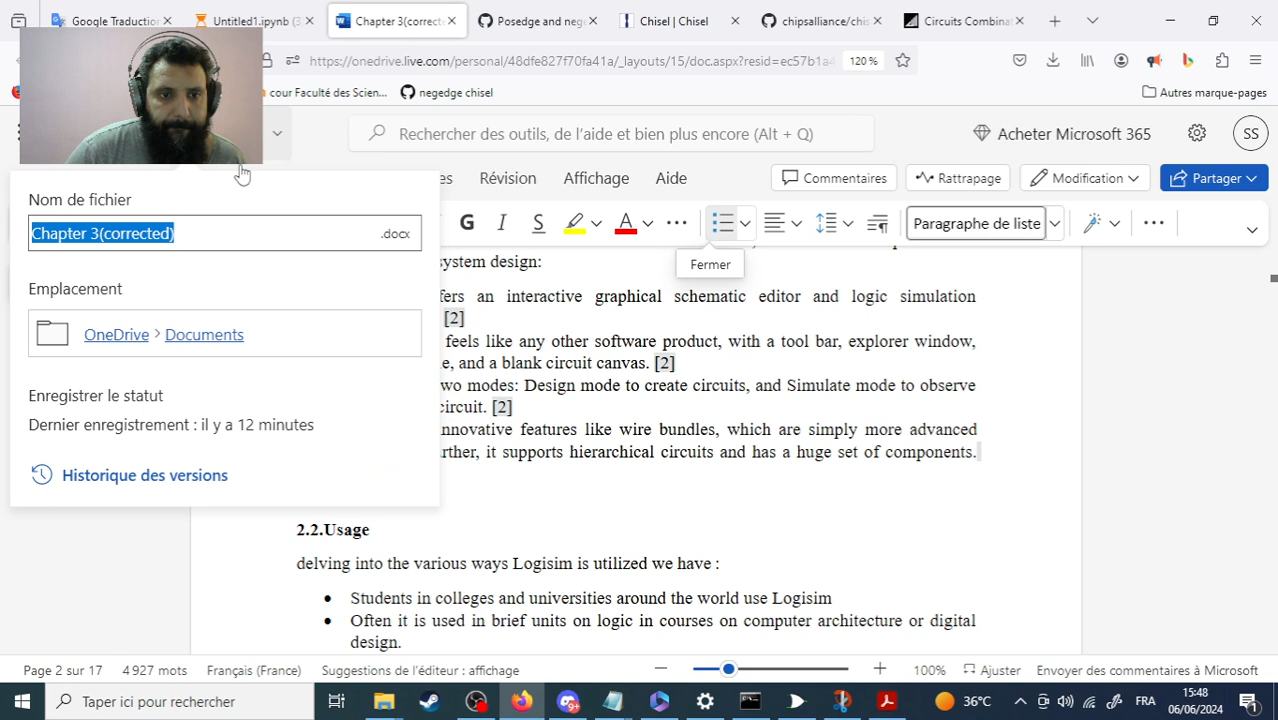 Google Traduction
Untitled1.ipynb (3
Chapter 3(correct
Posedge and neg
Chisel | Chisel
chipsalliance/chis
Circuits Combina
https://onedrive.live.com/personal/48dfe827f70fa41a/_layouts/15/doc.aspx?resid=ec57b1a4
120 %
cour Faculté des Scien...
negedge chisel
Autres marque-pages
Rechercher des outils, de l'aide et bien plus encore (Alt + Q)
Acheter Microsoft 365
SS
es
Révision
Affichage
Aide
Commentaires
Rattrapage
Modification
Partager
G I S A
Paragraphe de liste
Fermer
Nom de fichier
Chapter 3(corrected)
.docx
Emplacement
OneDrive > Documents
Enregistrer le statut
Dernier enregistrement : il y a 12 minutes
Historique des versions
ystem design:
fers an interactive graphical schematic editor and logic simulation
[2]
feels like any other software product, with a tool bar, explorer window,
e, and a blank circuit canvas. [2]
wo modes: Design mode to create circuits, and Simulate mode to observe
circuit. [2]
nnovative features like wire bundles, which are simply more advanced
rther, it supports hierarchical circuits and has a huge set of components.
2.2.Usage
delving into the various ways Logisim is utilized we have :
• Students in colleges and universities around the world use Logisim
• Often it is used in brief units on logic in courses on computer architecture or digital
design.
Page 2 sur 17
4 927 mots
Français (France)
Suggestions de l'éditeur : affichage
100%
Ajuster
Envoyer des commentaires à Microsoft
Taper ici pour rechercher
36°C
FRA
15:48
06/06/2024